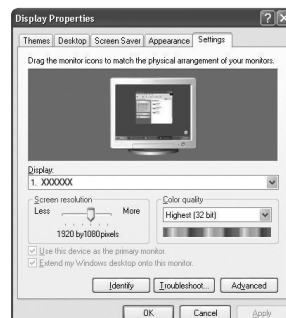 Display Properties
Themes Desktop Screen Saver Appearance Settings
Drag the monitor icons to match the physical arrangement of your monitors.
Display:
1. XXXXXX
Screen resolution
Less More
1920 by1080pixels
Color quality
Highest (32 bit)
Use this device as the primary monitor.
Extend my Windows desktop onto this monitor.
Identify Troubleshoot... Advanced
OK Cancel Apply